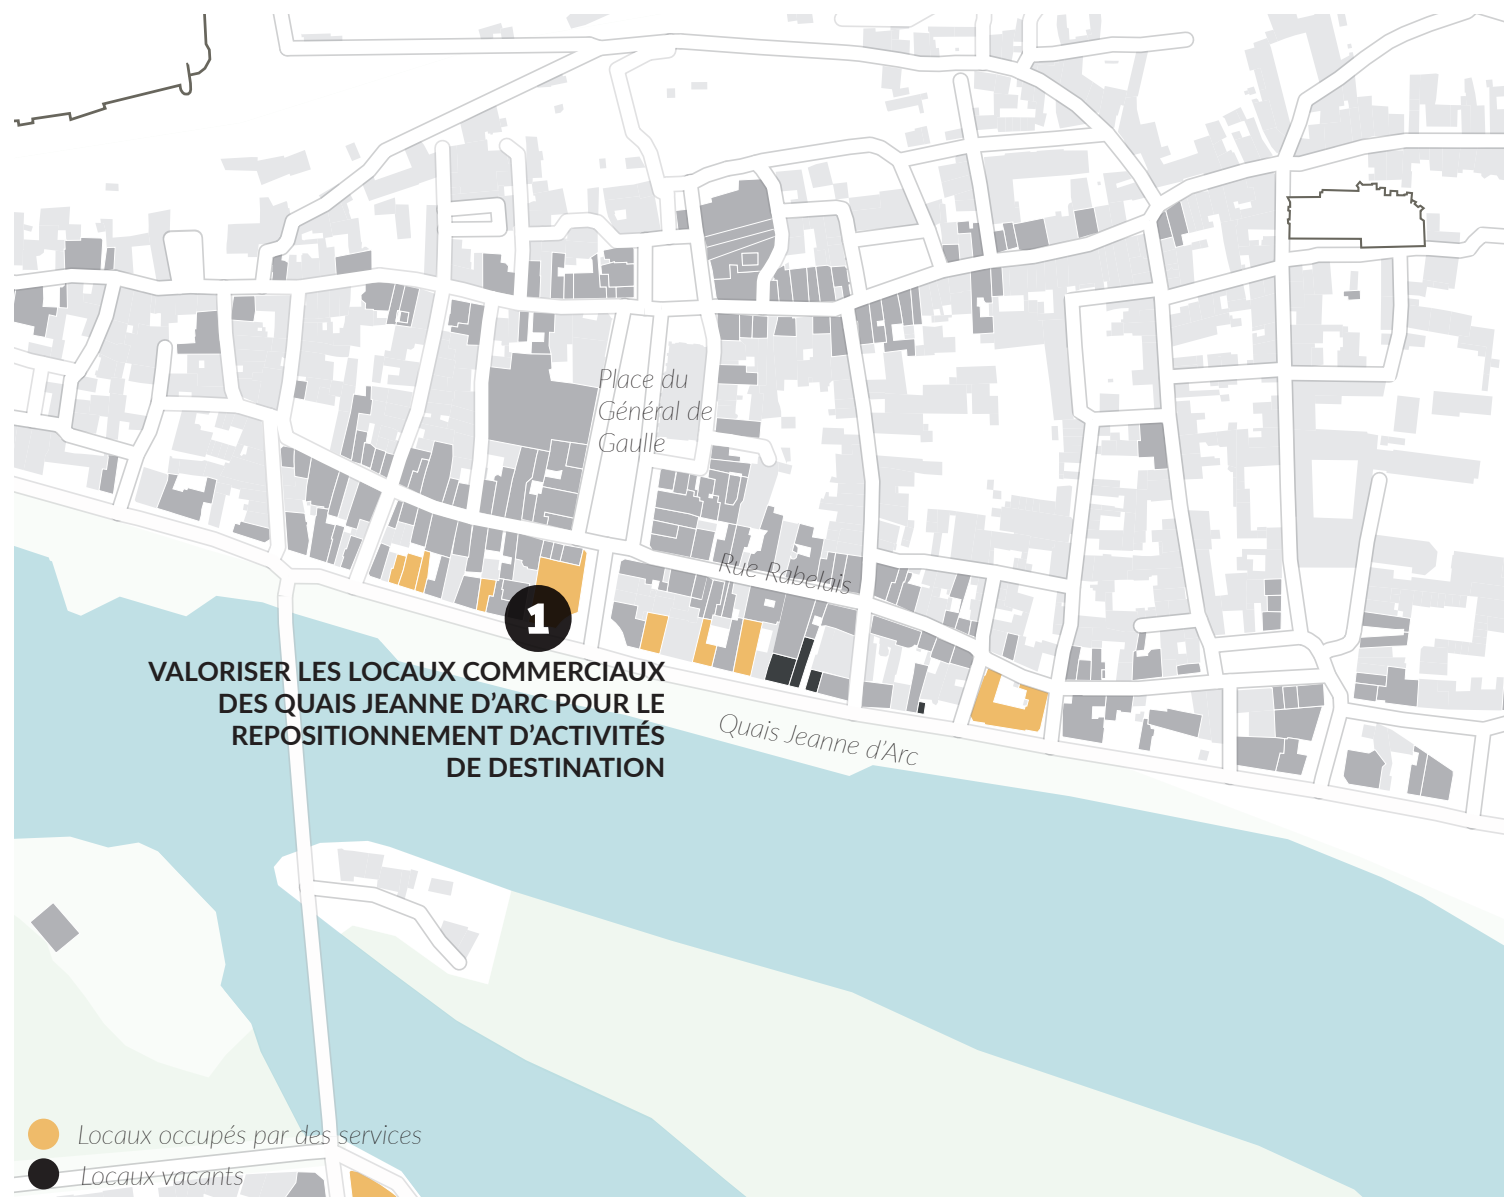 Place du
Général de
Gaulle
Rue Rabelais
1
VALORISER LES LOCAUX COMMERCIAUX
DES QUAIS JEANNE D’ARC POUR LE
REPOSITIONNEMENT D’ACTIVITÉS
DE DESTINATION
Quais Jeanne d’Arc
Locaux occupés par des services
Locaux vacants